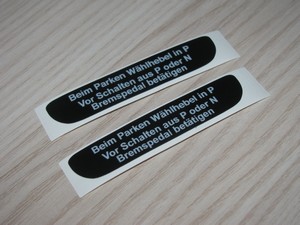 Beim Parken Wählhebel in P
Vor Schalten aus P oder N
Bremspedal betätigen
Beim Parken Wählhebel in P
Vor Schalten aus P oder N
Bremspedal betätigen